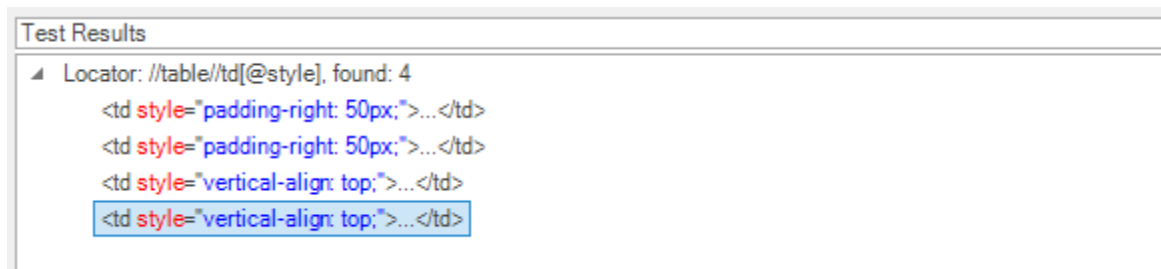 Test Results
Locator: //table//td[@style], found: 4
<td style="padding-right: 50px;">...</td>
<td style="padding-right: 50px;">...</td>
<td style="vertical-align: top;">...</td>
<td style="vertical-align: top;">...</td>